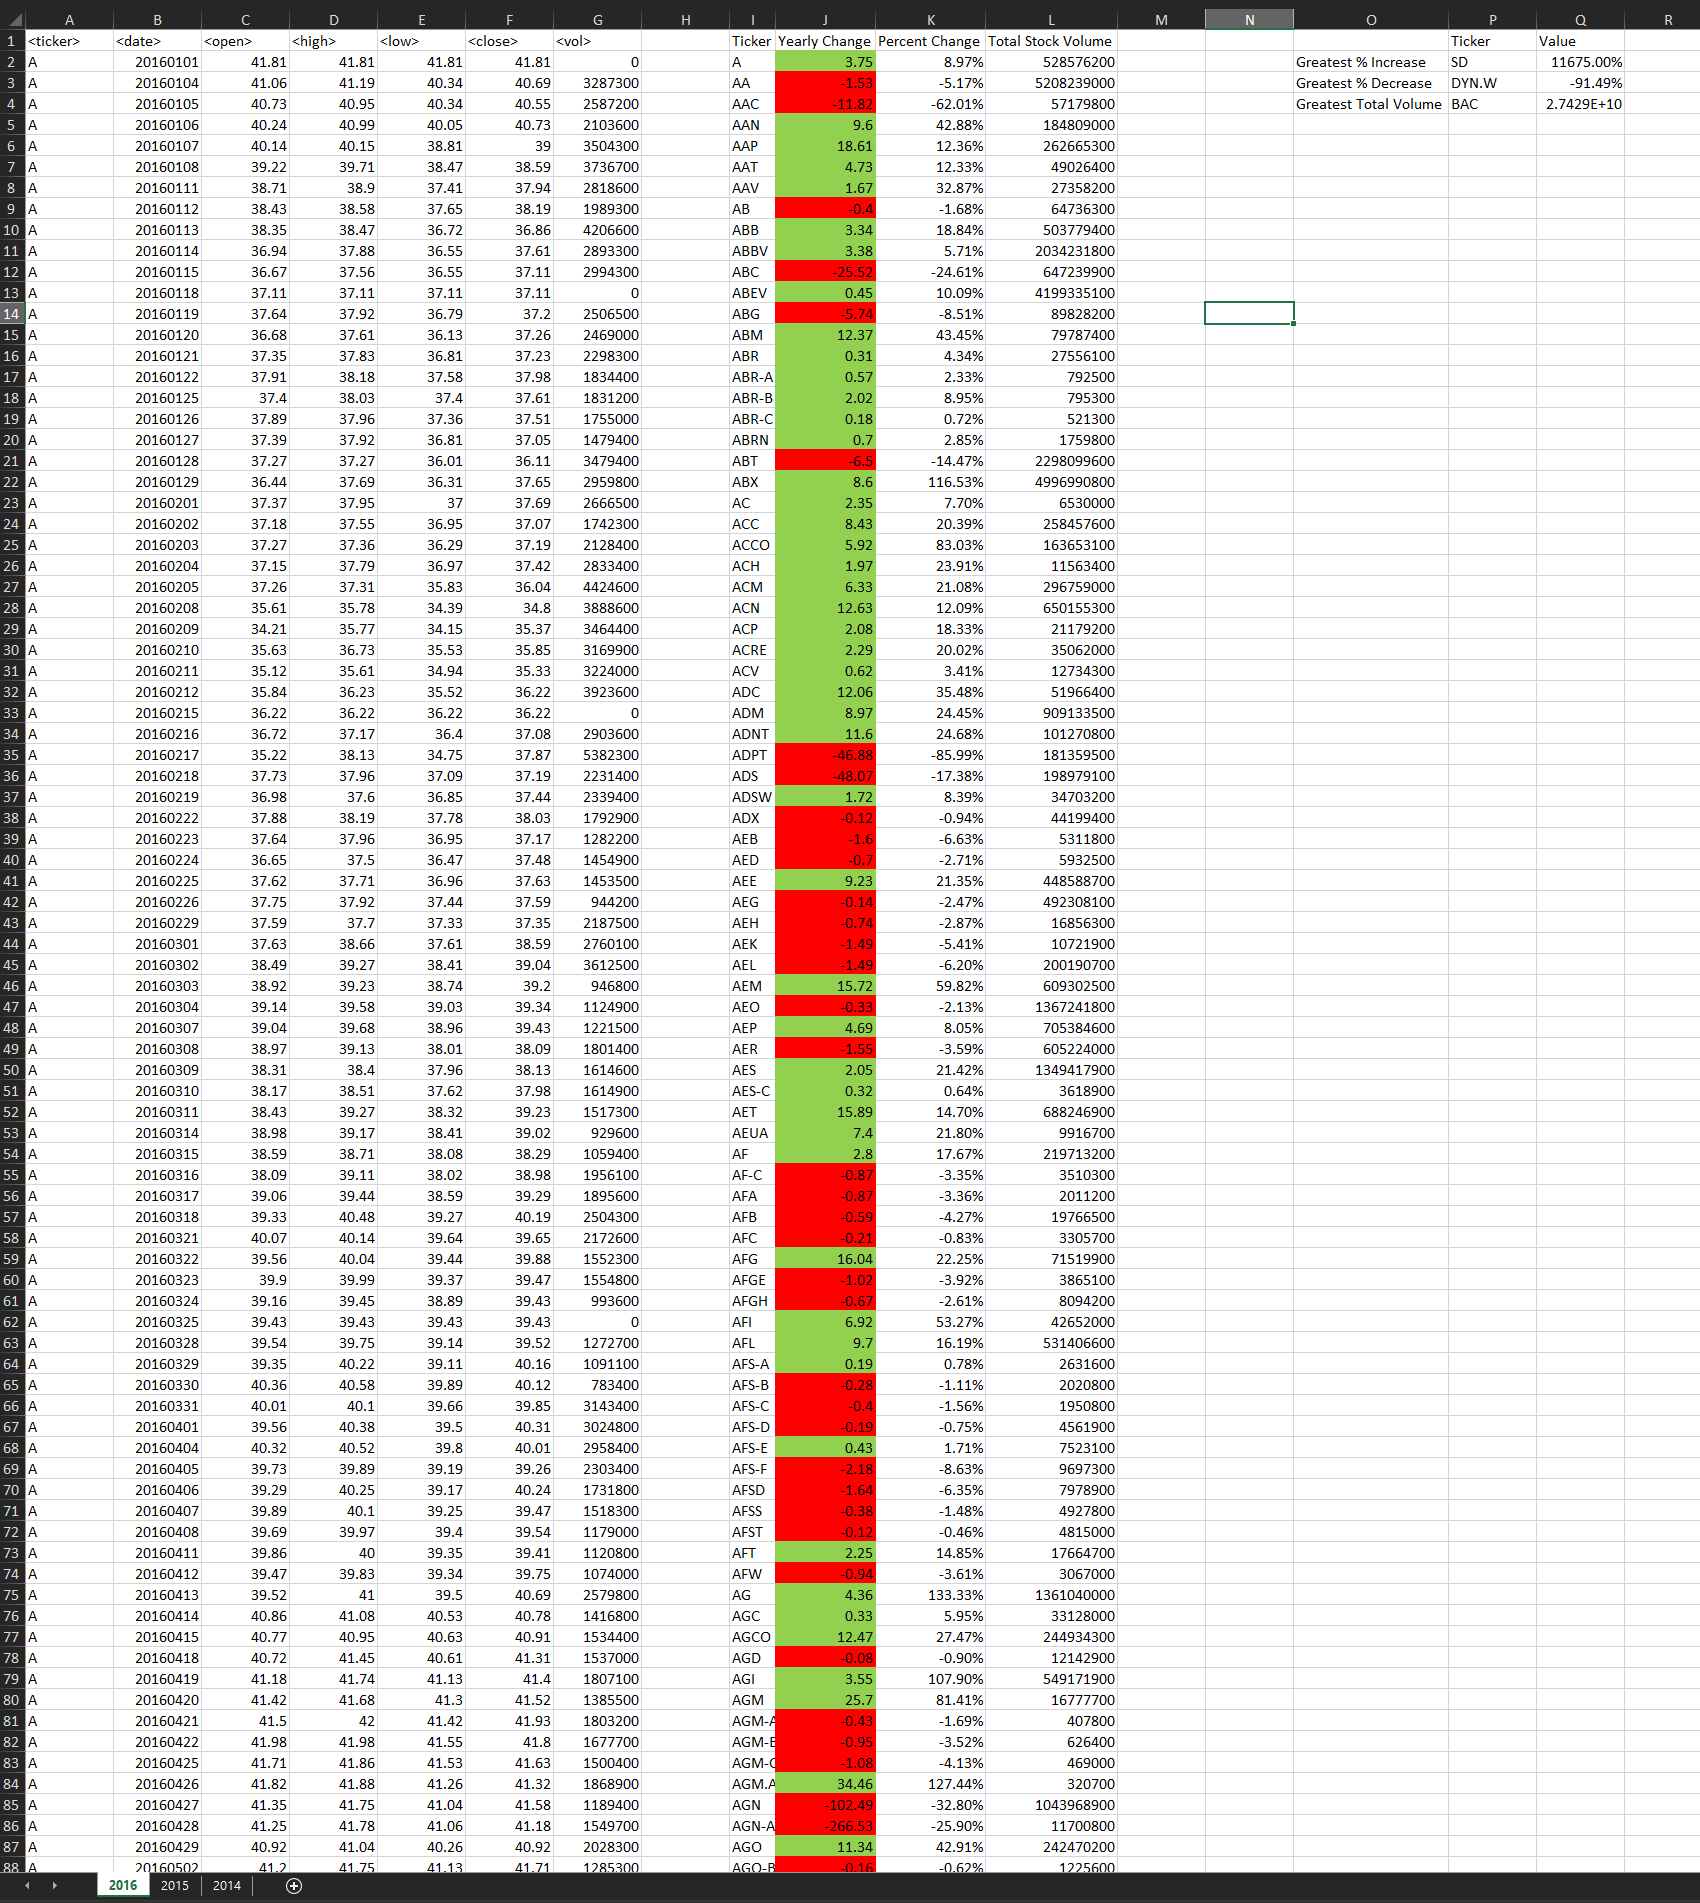 A B C D E F G H I J K L M N O P Q R
1 <ticker> <date> <open> <high> <low> <close> <vol> Ticker Yearly Change Percent Change Total Stock Volume Ticker Value
2 A 20160101 41.81 41.81 41.81 41.81 0 A 3.75 8.97% 528576200 Greatest % Increase SD 11675.00%
3 A 20160104 41.06 41.19 40.34 40.69 3287300 AA -1.53 -5.17% 5208239000 Greatest % Decrease DYN.W -91.49%
4 A 20160105 40.73 40.95 40.34 40.55 2587200 AAC -11.82 -62.01% 57179800 Greatest Total Volume BAC 2.7429E+10
5 A 20160106 40.24 40.99 40.05 40.73 2103600 AAN 9.6 42.88% 184809000
6 A 20160107 40.14 40.15 38.81 39 3504300 AAP 18.61 12.36% 262665300
7 A 20160108 39.22 39.71 38.47 38.59 3736700 AAT 4.73 12.33% 49026400
8 A 20160111 38.71 38.9 37.41 37.94 2818600 AAV 1.67 32.87% 27358200
9 A 20160112 38.43 38.58 37.65 38.19 1989300 AB -0.4 -1.68% 64736300
10 A 20160113 38.35 38.47 36.72 36.86 4206600 ABB 3.34 18.84% 503779400
11 A 20160114 36.94 37.88 36.55 37.61 2893300 ABBV 3.38 5.71% 2034231800
12 A 20160115 36.67 37.56 36.55 37.11 2994300 ABC -25.52 -24.61% 647239900
13 A 20160118 37.11 37.11 37.11 37.11 0 ABEV 0.45 10.09% 4199335100
14 A 20160119 37.64 37.92 36.79 37.2 2506500 ABG -5.74 -8.51% 89828200
15 A 20160120 36.68 37.61 36.13 37.26 2469000 ABM 12.37 43.45% 79787400
16 A 20160121 37.35 37.83 36.81 37.23 2298300 ABR 0.31 4.34% 27556100
17 A 20160122 37.91 38.18 37.58 37.98 1834400 ABR-A 0.57 2.33% 792500
18 A 20160125 37.4 38.03 37.4 37.61 1831200 ABR-B 2.02 8.95% 795300
19 A 20160126 37.89 37.96 37.36 37.51 1755000 ABR-C 0.18 0.72% 521300
20 A 20160127 37.39 37.92 36.81 37.05 1479400 ABRN 0.7 2.85% 1759800
21 A 20160128 37.27 37.27 36.01 36.11 3479400 ABT -6.5 -14.47% 2298099600
22 A 20160129 36.44 37.69 36.31 37.65 2959800 ABX 8.6 116.53% 4996990800
23 A 20160201 37.37 37.95 37 37.69 2666500 AC 2.35 7.70% 6530000
24 A 20160202 37.18 37.55 36.95 37.07 1742300 ACC 8.43 20.39% 258457600
25 A 20160203 37.27 37.36 36.29 37.19 2128400 ACCO 5.92 83.03% 163653100
26 A 20160204 37.15 37.79 36.97 37.42 2833400 ACH 1.97 23.91% 11563400
27 A 20160205 37.26 37.31 35.83 36.04 4424600 ACM 6.33 21.08% 296759000
28 A 20160208 35.61 35.78 34.39 34.8 3888600 ACN 12.63 12.09% 650155300
29 A 20160209 34.21 35.77 34.15 35.37 3464400 ACP 2.08 18.33% 21179200
30 A 20160210 35.63 36.73 35.53 35.85 3169900 ACRE 2.29 20.02% 35062000
31 A 20160211 35.12 35.61 34.94 35.33 3224000 ACV 0.62 3.41% 12734300
32 A 20160212 35.84 36.23 35.52 36.22 3923600 ADC 12.06 35.48% 51966400
33 A 20160215 36.22 36.22 36.22 36.22 0 ADM 8.97 24.45% 909133500
34 A 20160216 36.72 37.17 36.4 37.08 2903600 ADNT 11.6 24.68% 101270800
35 A 20160217 35.22 38.13 34.75 37.87 5382300 ADPT -46.88 -85.99% 181359500
36 A 20160218 37.73 37.96 37.09 37.19 2231400 ADS -48.07 -17.38% 198979100
37 A 20160219 36.98 37.6 36.85 37.44 2339400 ADSW 1.72 8.39% 34703200
38 A 20160222 37.88 38.19 37.78 38.03 1792900 ADX -0.12 -0.94% 44199400
39 A 20160223 37.64 37.96 36.95 37.17 1282200 AEB -1.6 -6.63% 5311800
40 A 20160224 36.65 37.5 36.47 37.48 1454900 AED -0.7 -2.71% 5932500
41 A 20160225 37.62 37.71 36.96 37.63 1453500 AEE 9.23 21.35% 448588700
42 A 20160226 37.75 37.92 37.44 37.59 944200 AEG -0.14 -2.47% 492308100
43 A 20160229 37.59 37.7 37.33 37.35 2187500 AEH -0.74 -2.87% 16856300
44 A 20160301 37.63 38.66 37.61 38.59 2760100 AEK -1.49 -5.41% 10721900
45 A 20160302 38.49 39.27 38.41 39.04 3612500 AEL -1.49 -6.20% 200190700
46 A 20160303 38.92 39.23 38.74 39.2 946800 AEM 15.72 59.82% 609302500
47 A 20160304 39.14 39.58 39.03 39.34 1124900 AEO -0.33 -2.13% 1367241800
48 A 20160307 39.04 39.68 38.96 39.43 1221500 AEP 4.69 8.05% 705384600
49 A 20160308 38.97 39.13 38.01 38.09 1801400 AER -1.55 -3.59% 605224000
50 A 20160309 38.31 38.4 37.96 38.13 1614600 AES 2.05 21.42% 1349417900
51 A 20160310 38.17 38.51 37.62 37.98 1614900 AES-C 0.32 0.64% 3618900
52 A 20160311 38.43 39.27 38.32 39.23 1517300 AET 15.89 14.70% 688246900
53 A 20160314 38.98 39.17 38.41 39.02 929600 AEUA 7.4 21.80% 9916700
54 A 20160315 38.59 38.71 38.08 38.29 1059400 AF 2.8 17.67% 219713200
55 A 20160316 38.09 39.11 38.02 38.98 1956100 AF-C -0.87 -3.35% 3510300
56 A 20160317 39.06 39.44 38.59 39.29 1895600 AFA -0.87 -3.36% 2011200
57 A 20160318 39.33 40.48 39.27 40.19 2504300 AFB -0.59 -4.27% 19766500
58 A 20160321 40.07 40.14 39.64 39.65 2172600 AFC -0.21 -0.83% 3305700
59 A 20160322 39.56 40.04 39.44 39.88 1552300 AFG 16.04 22.25% 71519900
60 A 20160323 39.9 39.99 39.37 39.47 1554800 AFGE -1.02 -3.92% 3865100
61 A 20160324 39.16 39.45 38.89 39.43 993600 AFGH -0.67 -2.61% 8094200
62 A 20160325 39.43 39.43 39.43 39.43 0 AFI 6.92 53.27% 42652000
63 A 20160328 39.54 39.75 39.14 39.52 1272700 AFL 9.7 16.19% 531406600
64 A 20160329 39.35 40.22 39.11 40.16 1091100 AFS-A 0.19 0.78% 2631600
65 A 20160330 40.36 40.58 39.89 40.12 783400 AFS-B -0.28 -1.11% 2020800
66 A 20160331 40.01 40.1 39.66 39.85 3143400 AFS-C -0.4 -1.56% 1950800
67 A 20160401 39.56 40.38 39.5 40.31 3024800 AFS-D -0.19 -0.75% 4561900
68 A 20160404 40.32 40.52 39.8 40.01 2958400 AFS-E 0.43 1.71% 7523100
69 A 20160405 39.73 39.89 39.19 39.26 2303400 AFS-F -2.18 -8.63% 9697300
70 A 20160406 39.29 40.25 39.17 40.24 1731800 AFSD -1.64 -6.35% 7978900
71 A 20160407 39.89 40.1 39.25 39.47 1518300 AFSS -0.38 -1.48% 4927800
72 A 20160408 39.69 39.97 39.4 39.54 1179000 AFST -0.12 -0.46% 4815000
73 A 20160411 39.86 40 39.35 39.41 1120800 AFT 2.25 14.85% 17664700
74 A 20160412 39.47 39.83 39.34 39.75 1074000 AFW -0.94 -3.61% 3067000
75 A 20160413 39.52 41 39.5 40.69 2579800 AG 4.36 133.33% 1361040000
76 A 20160414 40.86 41.08 40.53 40.78 1416800 AGC 0.33 5.95% 33128000
77 A 20160415 40.77 40.95 40.63 40.91 1534400 AGCO 12.47 27.47% 244934300
78 A 20160418 40.72 41.45 40.61 41.31 1537000 AGD -0.08 -0.90% 12142900
79 A 20160419 41.18 41.74 41.13 41.4 1807100 AGI 3.55 107.90% 549171900
80 A 20160420 41.42 41.68 41.3 41.52 1385500 AGM 25.7 81.41% 16777700
81 A 20160421 41.5 42 41.42 41.93 1803200 AGM-A -0.43 -1.69% 407800
82 A 20160422 41.98 41.98 41.55 41.8 1677700 AGM-B -0.95 -3.52% 626400
83 A 20160425 41.71 41.86 41.53 41.63 1500400 AGM-C -1.08 -4.13% 469000
84 A 20160426 41.82 41.88 41.26 41.32 1868900 AGM.A 34.46 127.44% 320700
85 A 20160427 41.35 41.75 41.04 41.58 1189400 AGN -102.49 -32.80% 1043968900
86 A 20160428 41.25 41.78 41.06 41.18 1549700 AGN-A -266.53 -25.90% 11700800
87 A 20160429 40.92 41.04 40.26 40.92 2028300 AGO 11.34 42.91% 242470200
88 A 20160502 41.2 41.75 41.13 41.71 1285300 AGO-B -0.16 -0.62% 1225600
2016 2015 2014